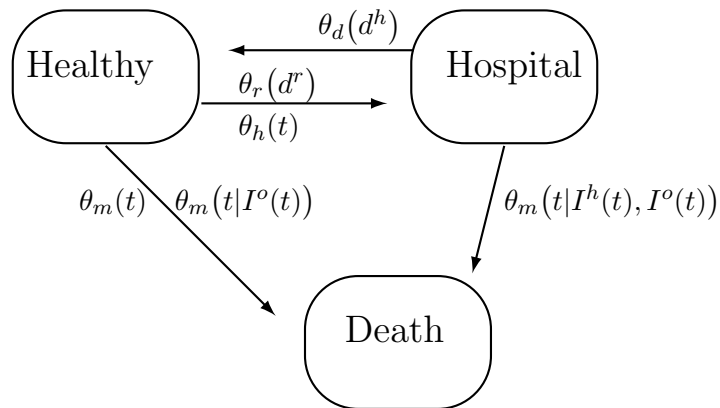 θ_d(d^h)
Healthy
Hospital
θ_r(d^r)
θ_h(t)
θ_m(t)
θ_m(t|I^o(t))
θ_m(t|I^h(t), I^o(t))
Death